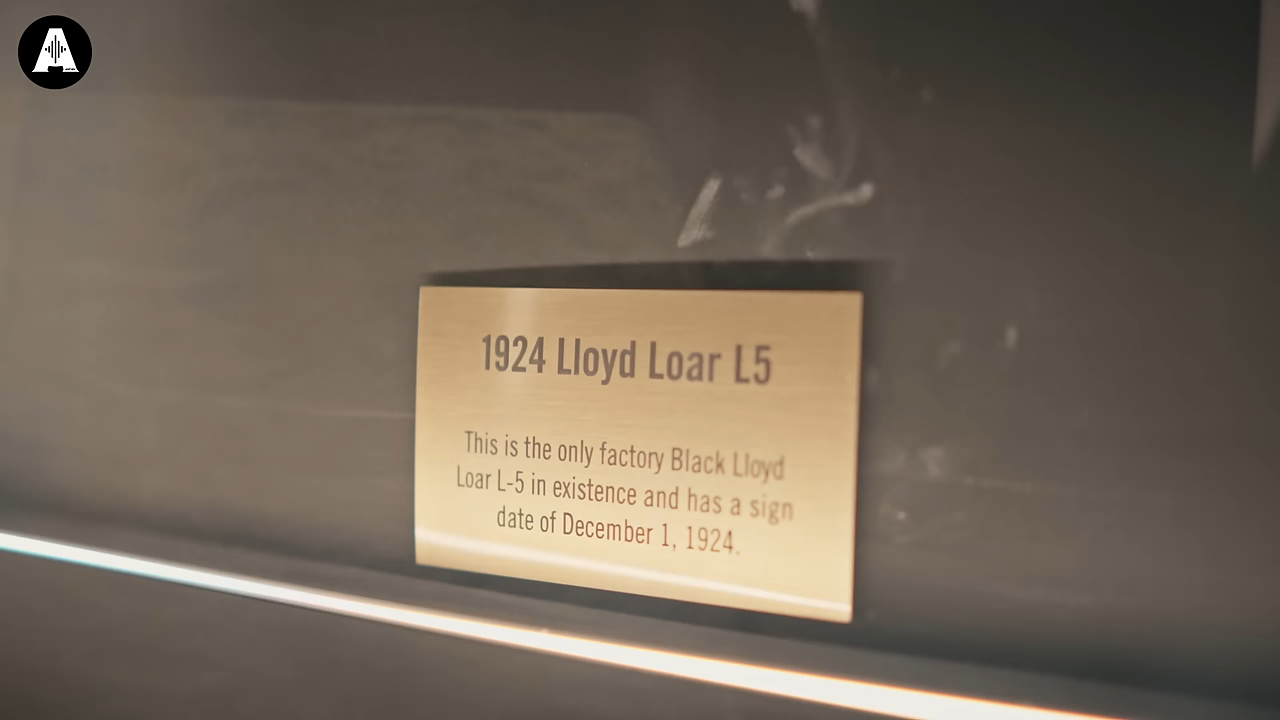 1924 Lloyd Loar L5
This is the only factory Black Lloyd
Loar L-5 in existence and has a sign
date of December 1, 1924.